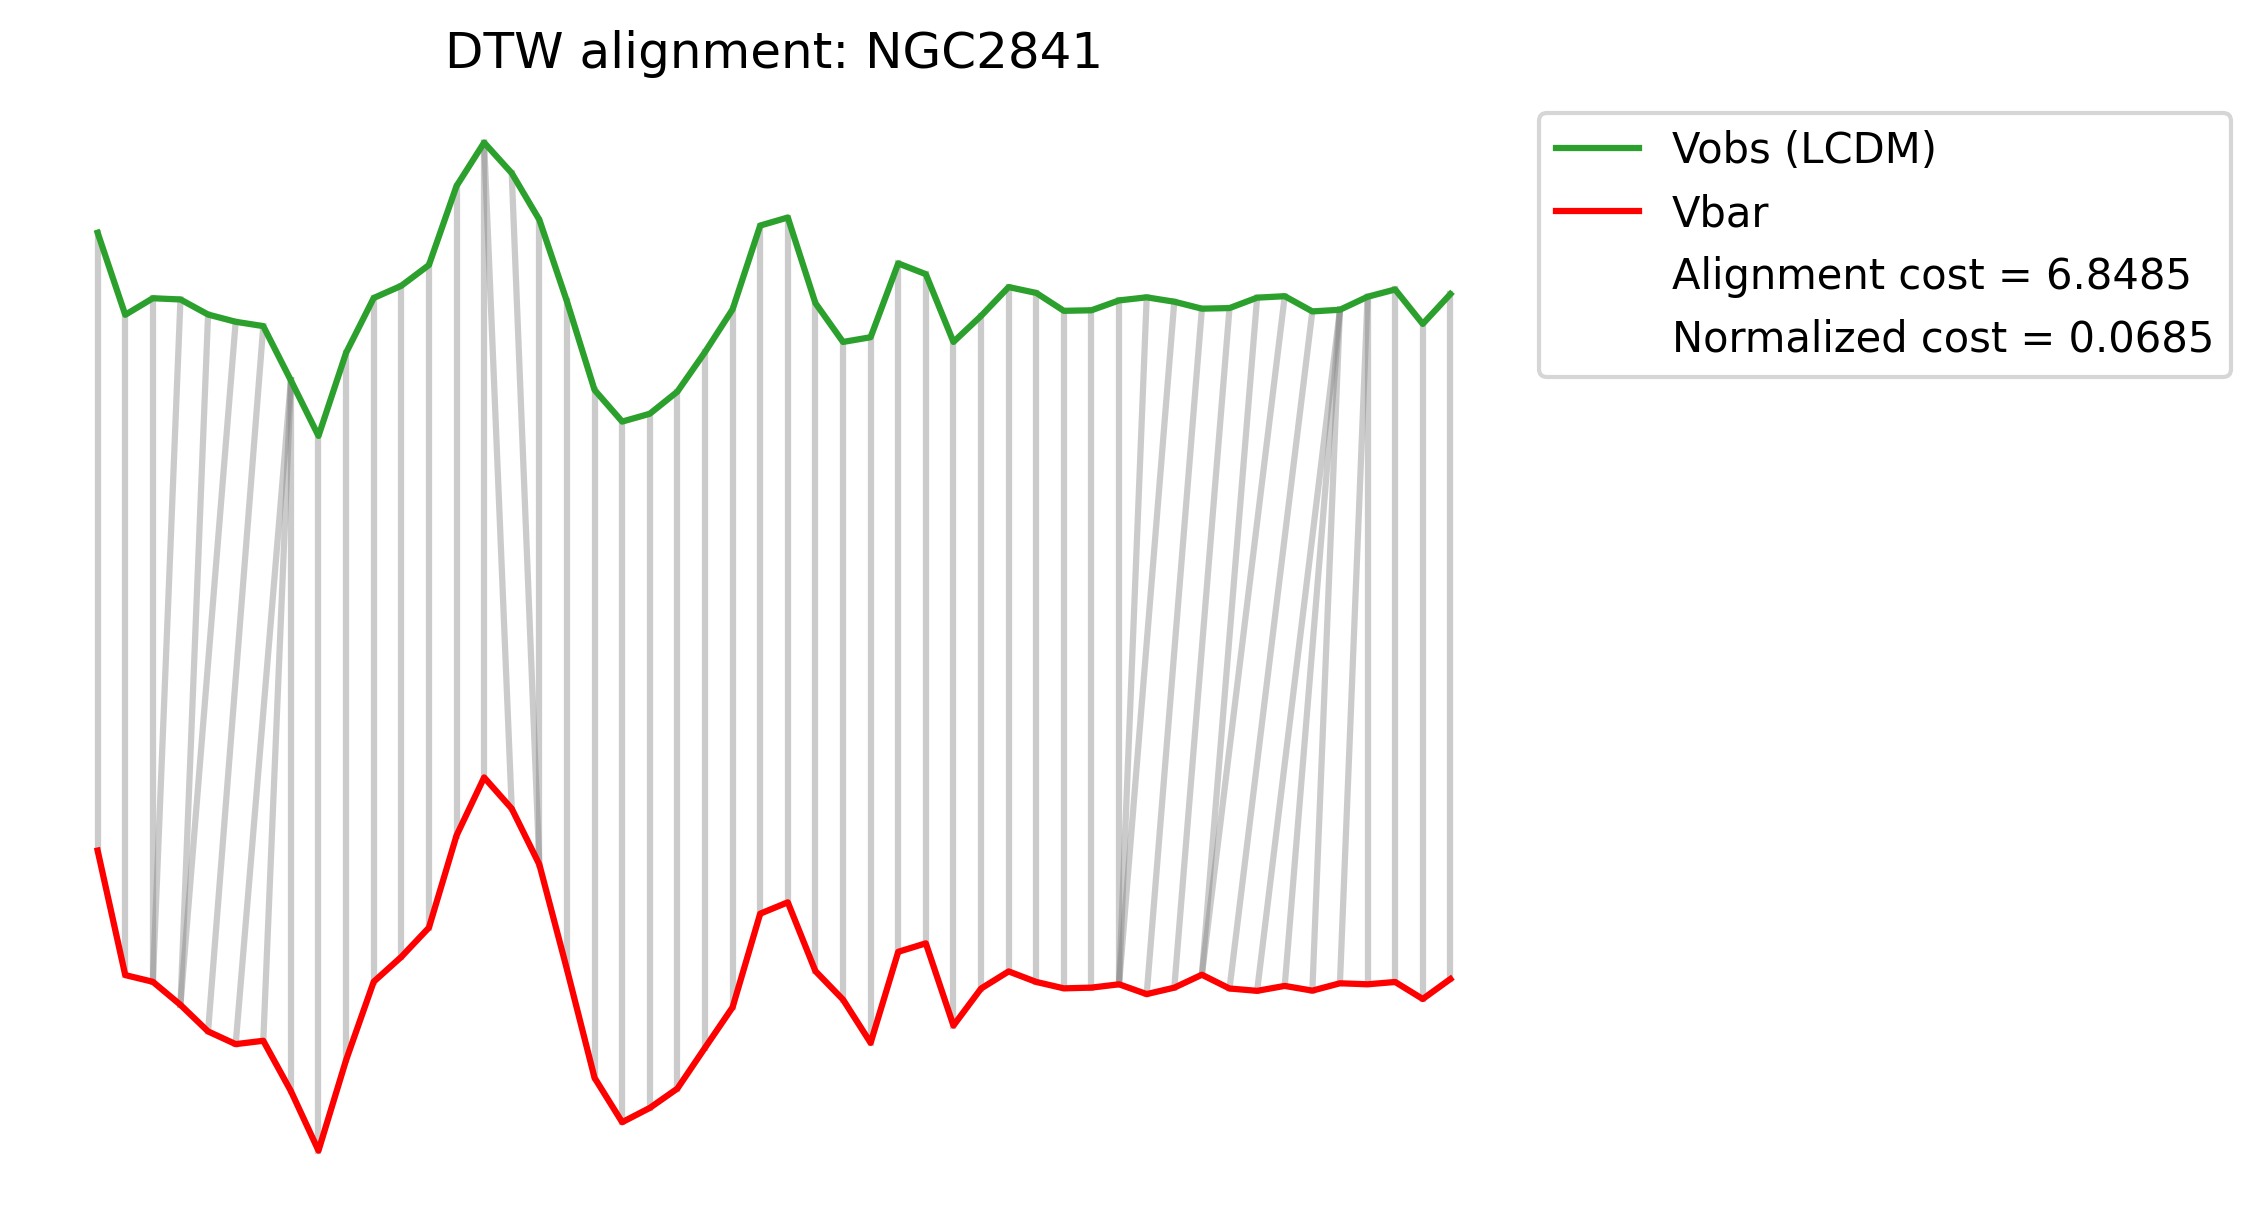 DTW alignment: NGC2841
Vobs (LCDM)
Vbar
Alignment cost = 6.8485
Normalized cost = 0.0685